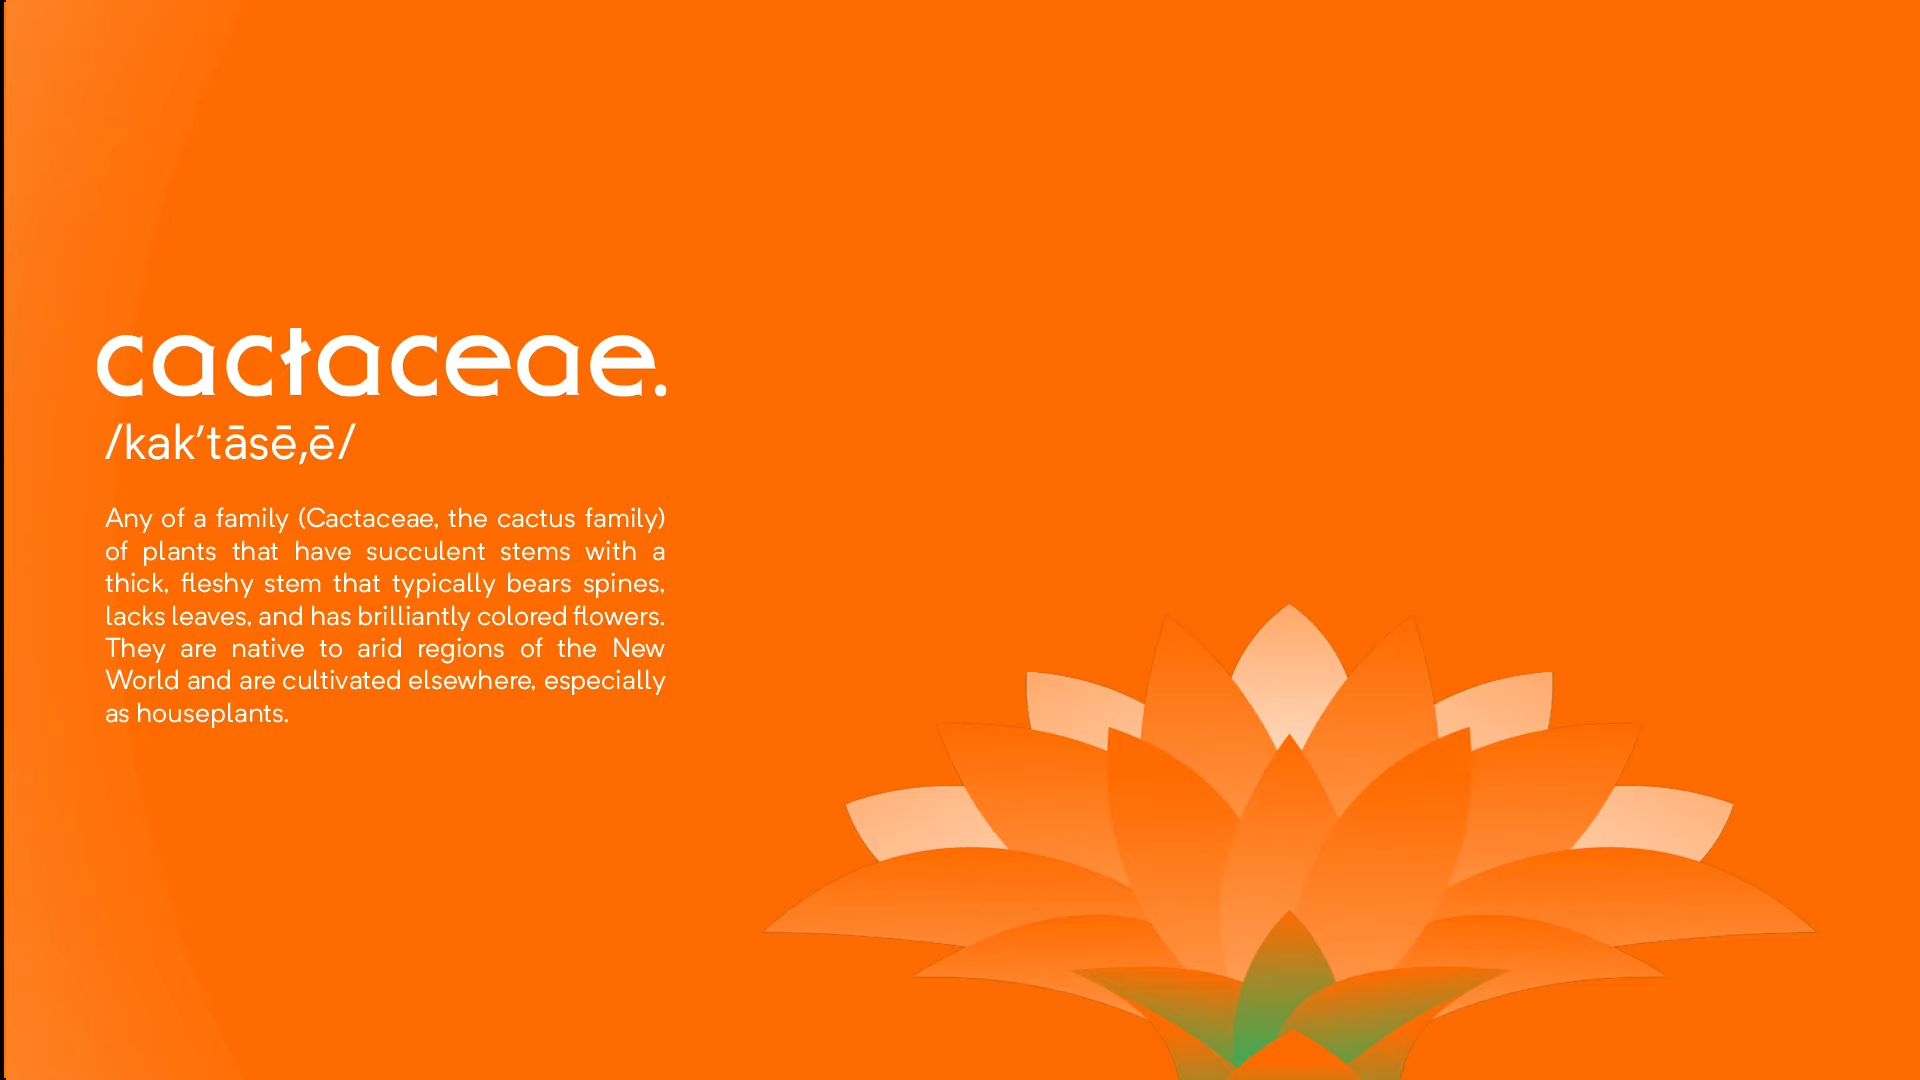 cactaceae.
/kak’tāsē,ē/
Any of a family (Cactaceae, the cactus family)
of plants that have succulent stems with a
thick, fleshy stem that typically bears spines,
lacks leaves, and has brilliantly colored flowers.
They are native to arid regions of the New
World and are cultivated elsewhere, especially
as houseplants.